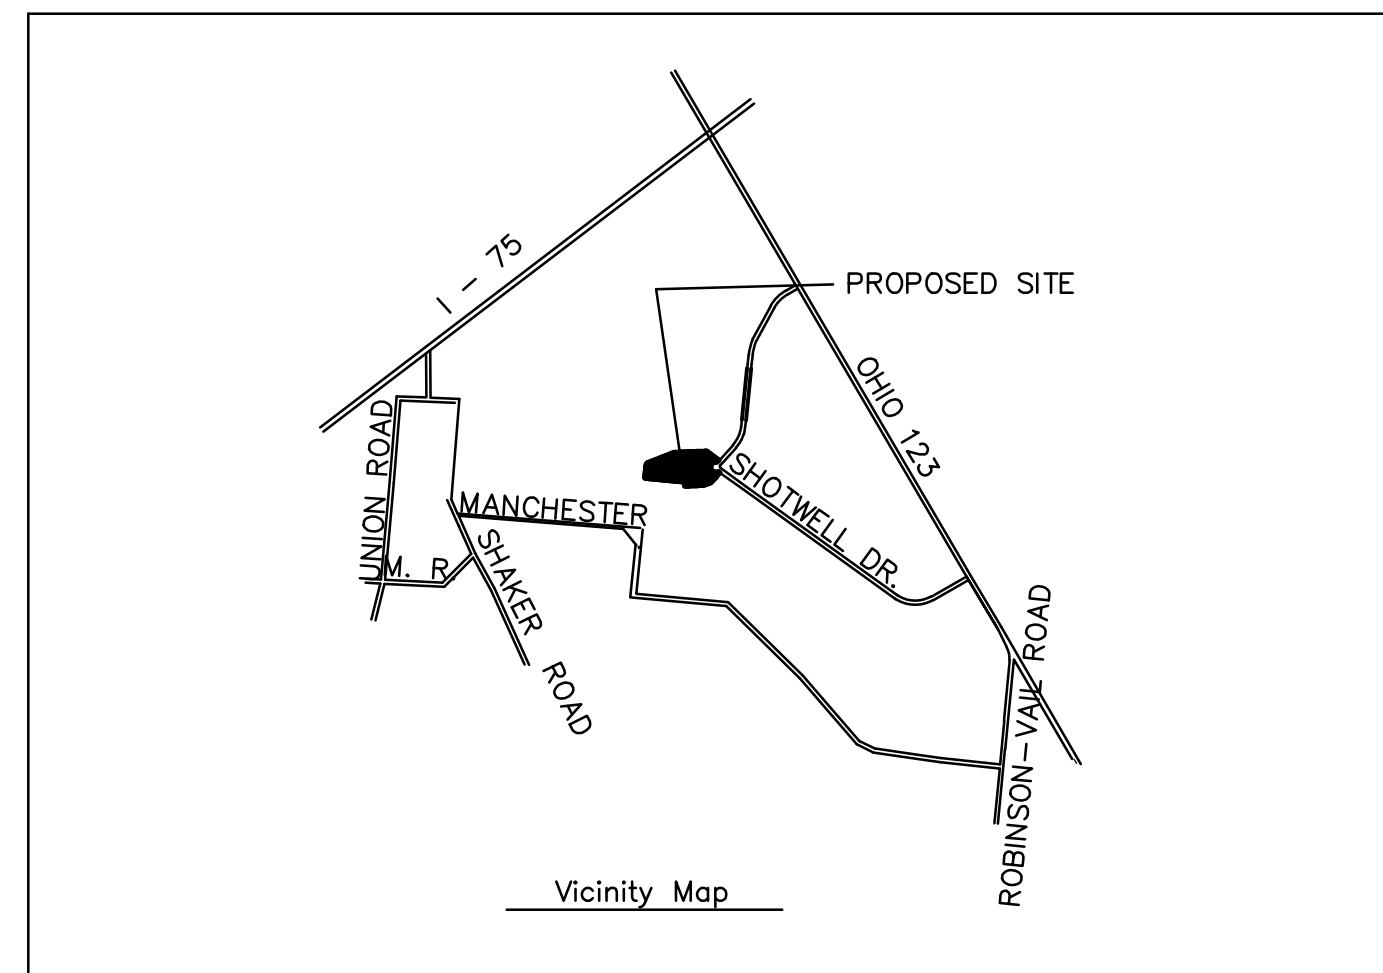 I - 75
PROPOSED SITE
OHIO 123
UNION ROAD
SHOTWELL DR.
MANCHESTER
M. R.
SHAKER ROAD
ROBINSON-VAIL ROAD
Vicinity Map